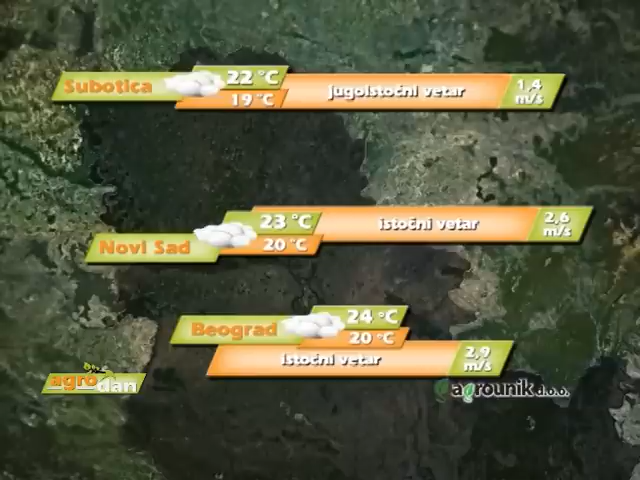 Subotica
22 °C
19 °C
jugoistočni vetar
1,4
m/s
Novi Sad
23 °C
20 °C
istočni vetar
2,6
m/s
Beograd
24 °C
20 °C
istočni vetar
2,9
m/s
agro
dan
agrounik d.o.o.